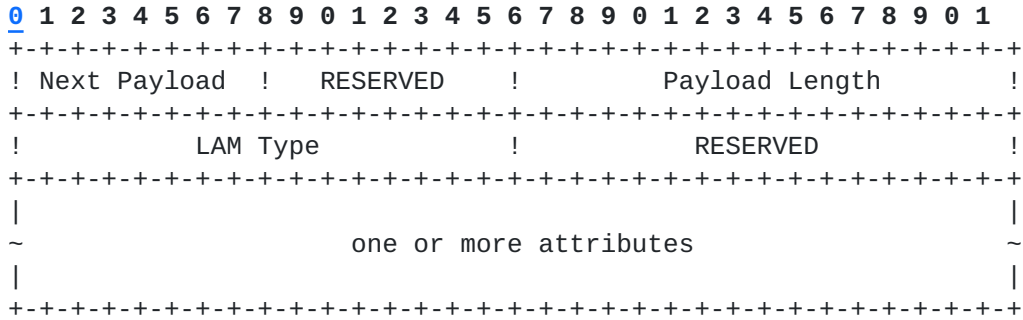 0 1 2 3 4 5 6 7 8 9 0 1 2 3 4 5 6 7 8 9 0 1 2 3 4 5 6 7 8 9 0 1
+-+-+-+-+-+-+-+-+-+-+-+-+-+-+-+-+-+-+-+-+-+-+-+-+-+-+-+-+-+-+-+-+
! Next Payload  !   RESERVED    !         Payload Length        !
+-+-+-+-+-+-+-+-+-+-+-+-+-+-+-+-+-+-+-+-+-+-+-+-+-+-+-+-+-+-+-+-+
!           LAM Type            !           RESERVED            !
+-+-+-+-+-+-+-+-+-+-+-+-+-+-+-+-+-+-+-+-+-+-+-+-+-+-+-+-+-+-+-+-+
|                                                               |
~                     one or more attributes                    ~
|                                                               |
+-+-+-+-+-+-+-+-+-+-+-+-+-+-+-+-+-+-+-+-+-+-+-+-+-+-+-+-+-+-+-+-+